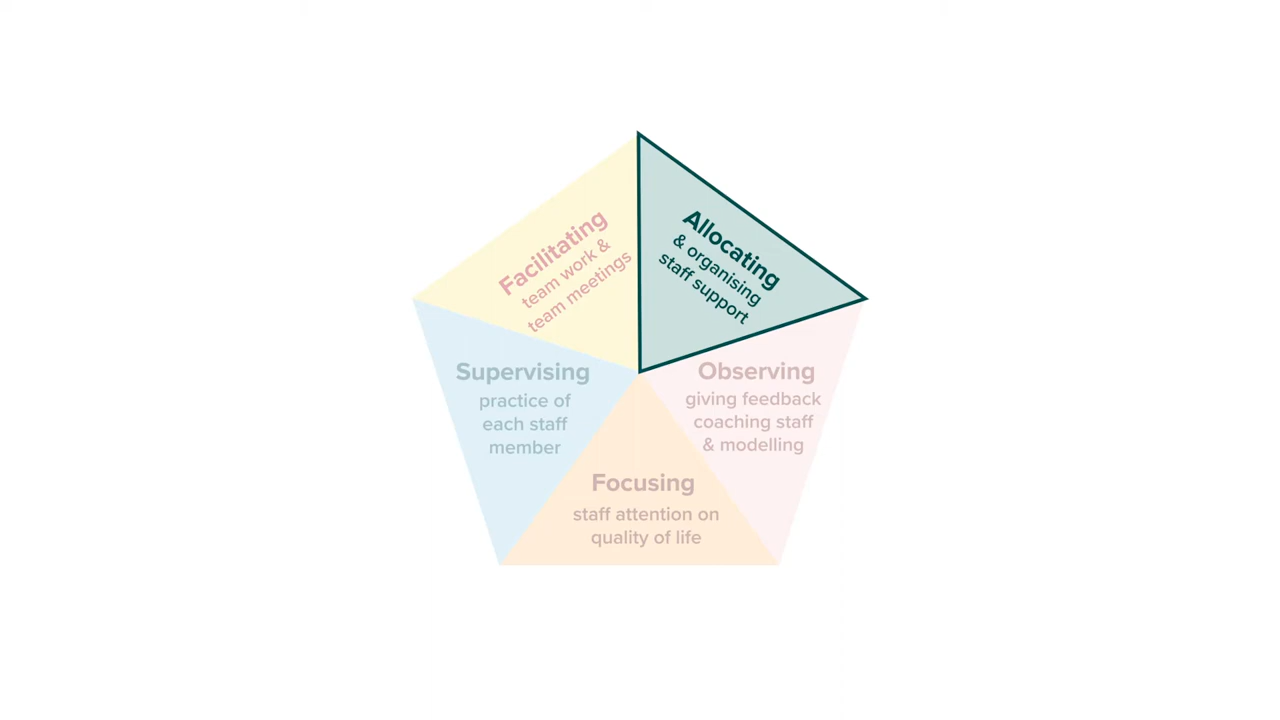 Facilitating
team work &
team meetings
Allocating
& organising
staff support
Supervising
practice of
each staff
member
Observing
giving feedback
coaching staff
& modelling
Focusing
staff attention on
quality of life